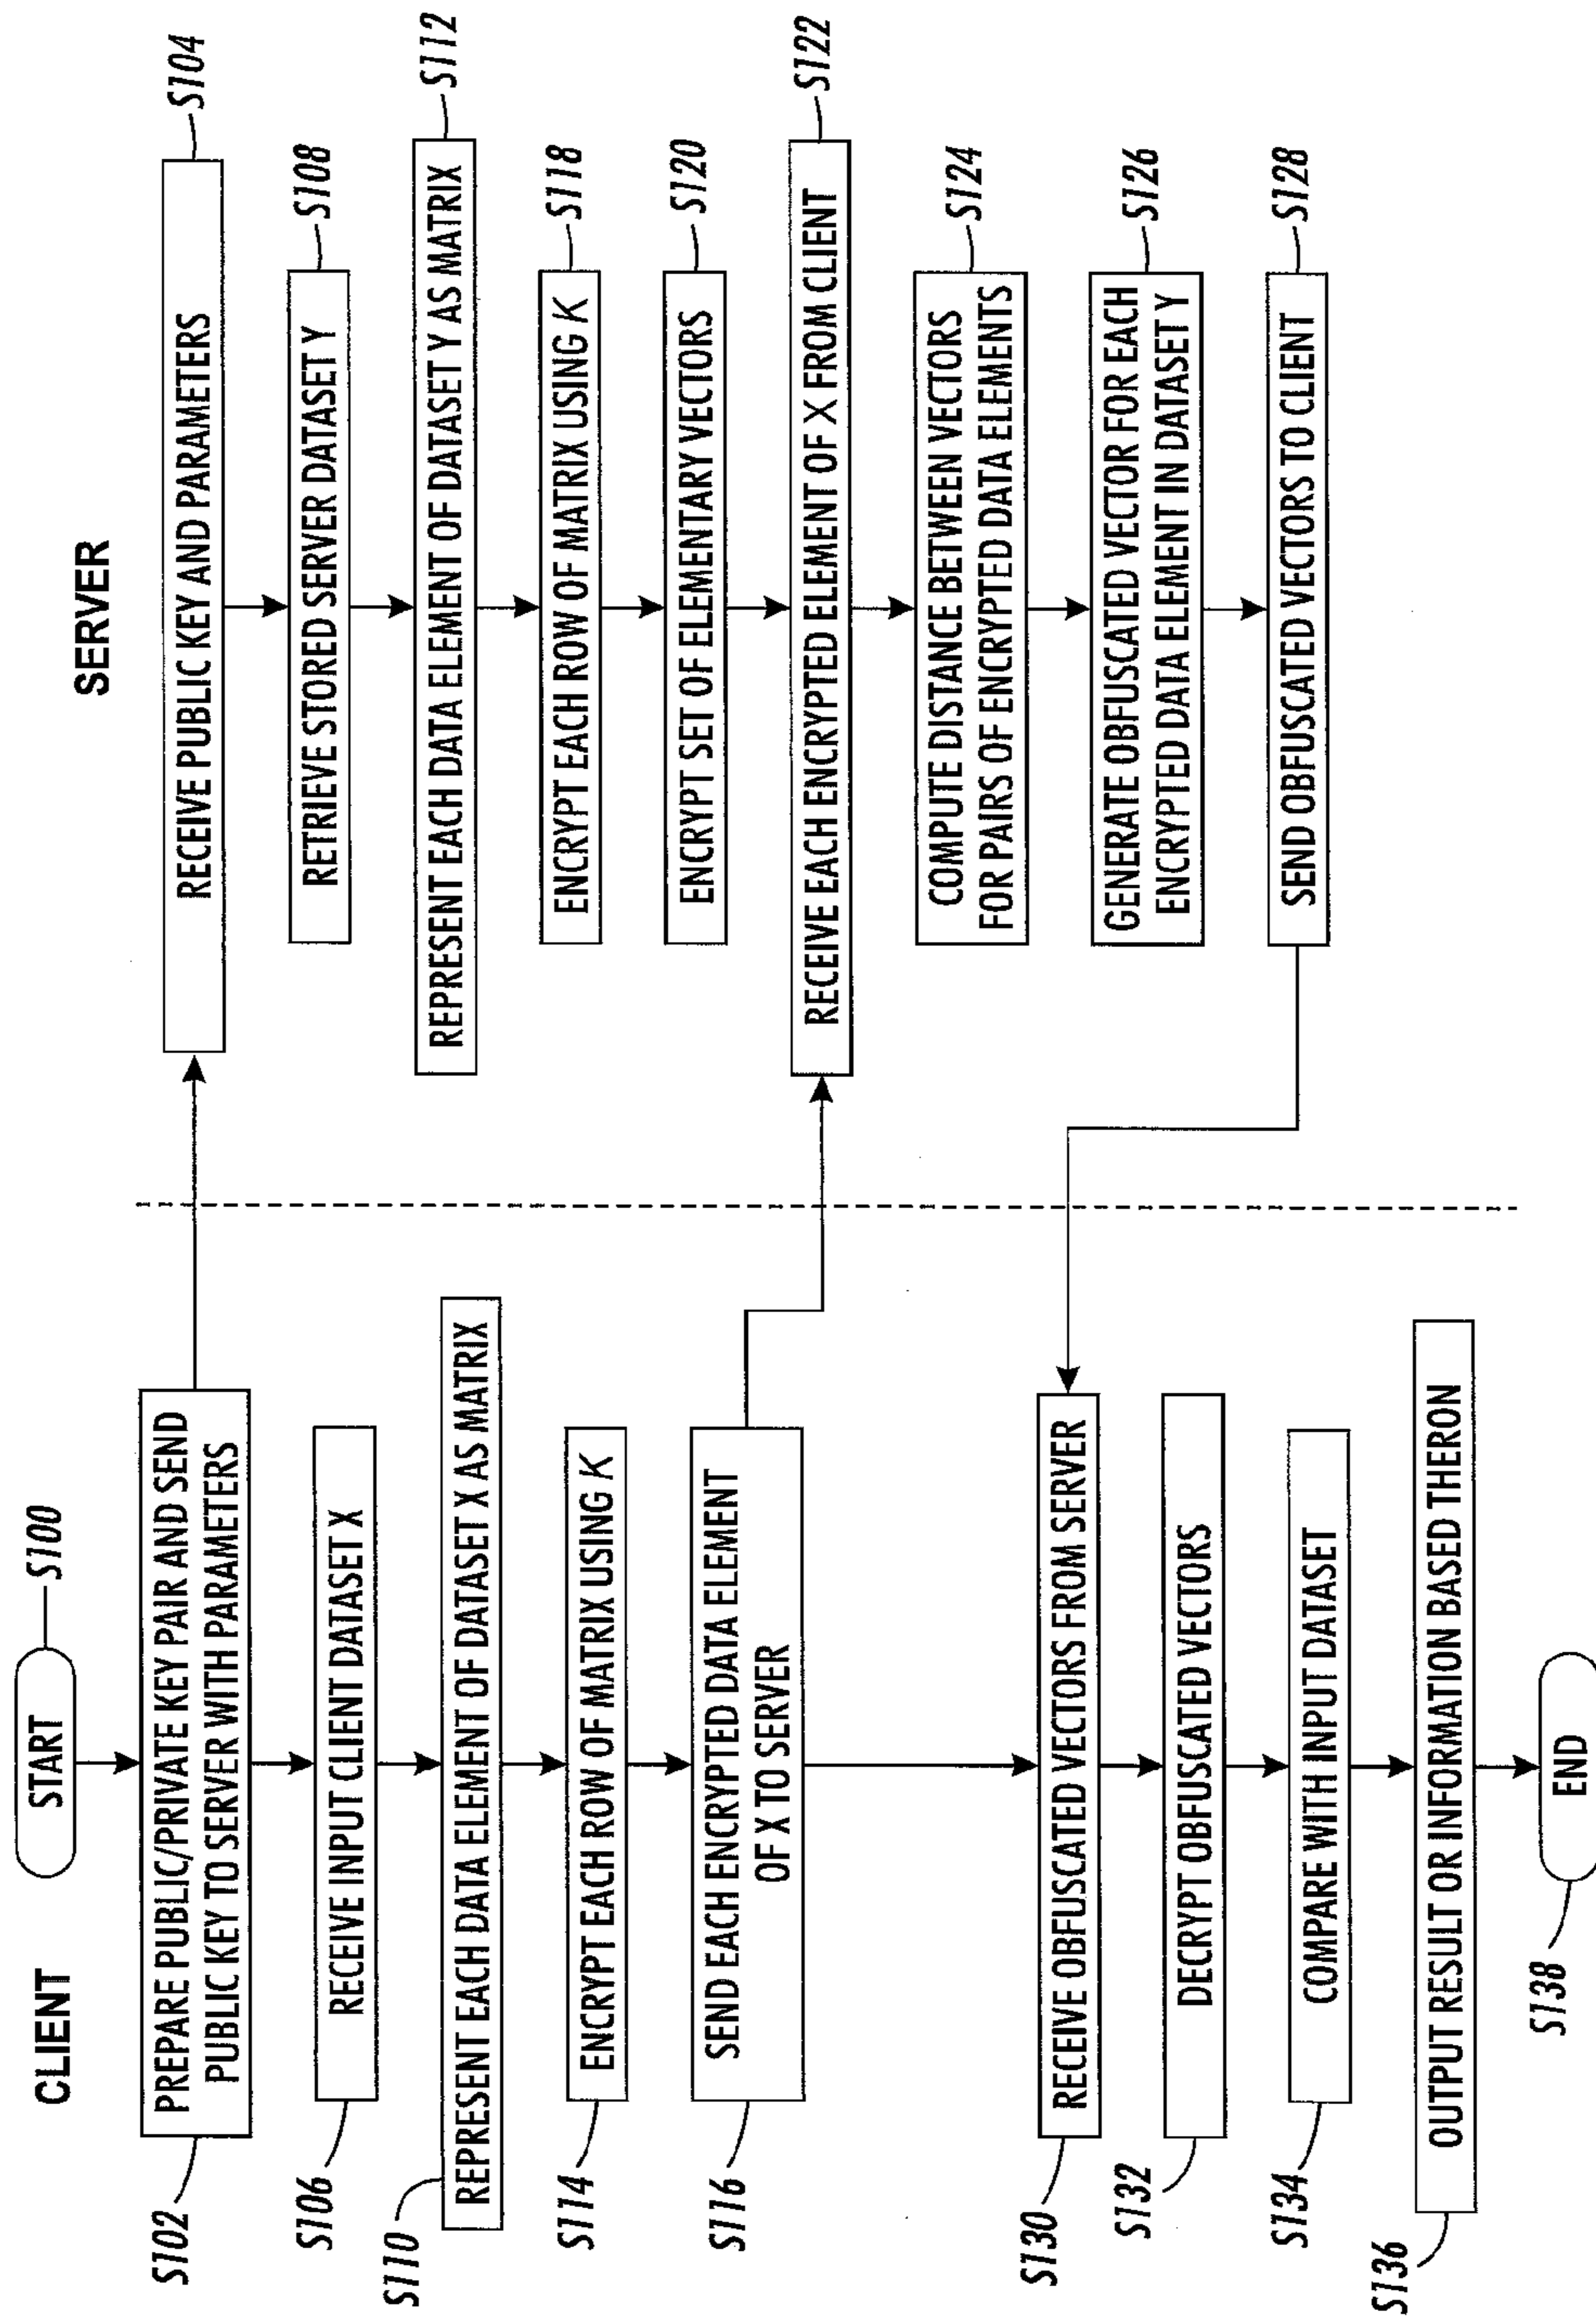 CLIENT
START
S100
PREPARE PUBLIC/PRIVATE KEY PAIR AND SEND
PUBLIC KEY TO SERVER WITH PARAMETERS
S102
RECEIVE INPUT CLIENT DATASET X
S106
REPRESENT EACH DATA ELEMENT OF DATASET X AS MATRIX
S110
ENCRYPT EACH ROW OF MATRIX USING K
S114
SEND EACH ENCRYPTED DATA ELEMENT
OF X TO SERVER
S116
RECEIVE OBFUSCATED VECTORS FROM SERVER
S130
DECRYPT OBFUSCATED VECTORS
S132
COMPARE WITH INPUT DATASET
S134
OUTPUT RESULT OR INFORMATION BASED THERON
S136
END
S138
SERVER
RECEIVE PUBLIC KEY AND PARAMETERS
S104
RETRIEVE STORED SERVER DATASET Y
S108
REPRESENT EACH DATA ELEMENT OF DATASET Y AS MATRIX
S112
ENCRYPT EACH ROW OF MATRIX USING K
S118
ENCRYPT SET OF ELEMENTARY VECTORS
S120
RECEIVE EACH ENCRYPTED ELEMENT OF X FROM CLIENT
S122
COMPUTE DISTANCE BETWEEN VECTORS
FOR PAIRS OF ENCRYPTED DATA ELEMENTS
S124
GENERATE OBFUSCATED VECTOR FOR EACH
ENCRYPTED DATA ELEMENT IN DATASET Y
S126
SEND OBFUSCATED VECTORS TO CLIENT
S128